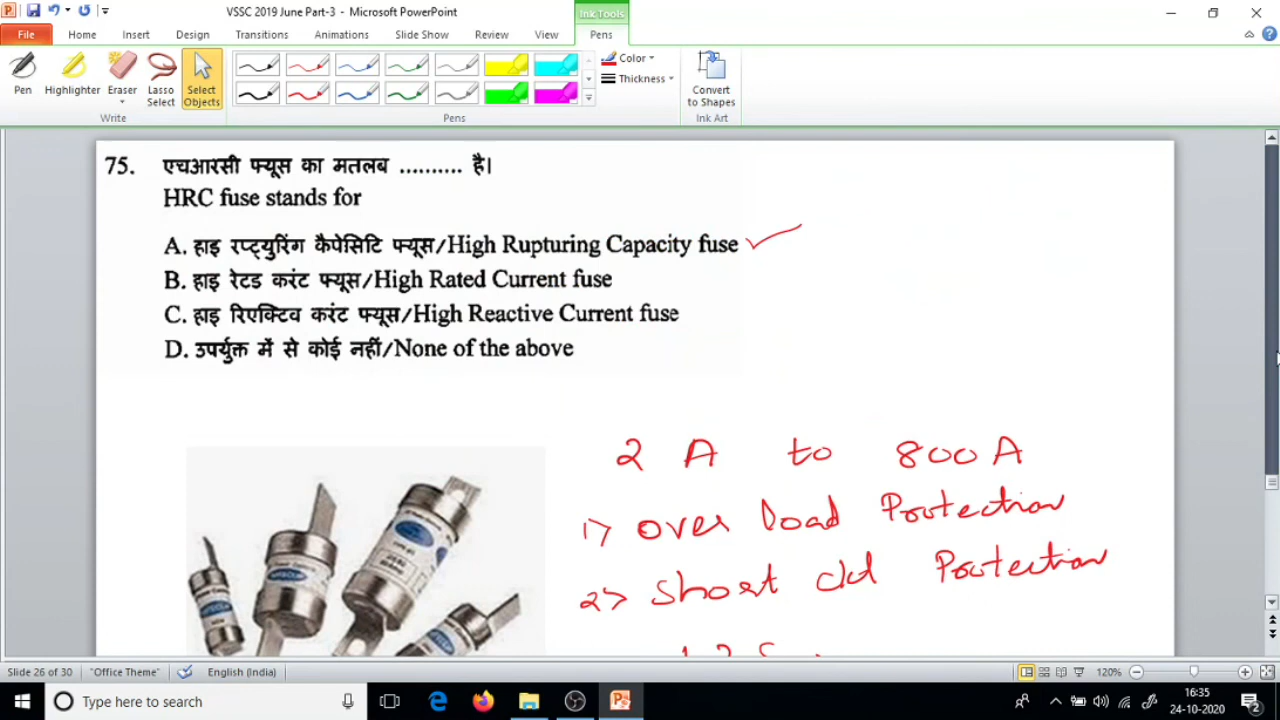 VSSC 2019 June Part-3 - Microsoft PowerPoint
Ink Tools
File Home Insert Design Transitions Animations Slide Show Review View Pens
Pen Highlighter Eraser Lasso Select Select Objects
Color
Thickness
Convert to Shapes
Write Pens Ink Art
75. एचआरसी फ्यूस का मतलब .......... है।
HRC fuse stands for
A. हाइ रप्ट्युरिंग कैपेसिटि फ्यूस/High Rupturing Capacity fuse
B. हाइ रेटड करंट फ्यूस/High Rated Current fuse
C. हाइ रिएक्टिव करंट फ्यूस/High Reactive Current fuse
D. उपर्युक्त में से कोई नहीं/None of the above
2 A to 800 A
1> over load Protection
2> Short ckt Protection
Slide 26 of 30 "Office Theme" English (India) 120%
Type here to search
16:35
24-10-2020
2